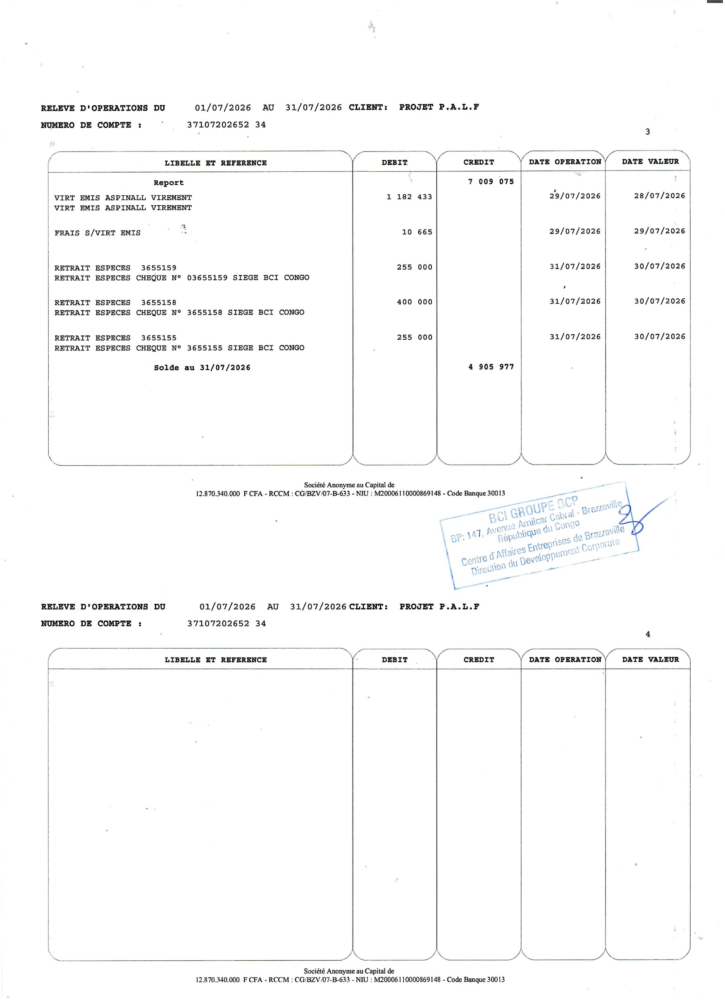 RELEVE D'OPERATIONS DU 01/07/2026 AU 31/07/2026 CLIENT: PROJET P.A.L.F
NUMERO DE COMPTE : 37107202652 34
3
LIBELLE ET REFERENCE DEBIT CREDIT DATE OPERATION DATE VALEUR
Report 7 009 075
VIRT EMIS ASPINALL VIREMENT 1 182 433 29/07/2026 28/07/2026
VIRT EMIS ASPINALL VIREMENT
FRAIS S/VIRT EMIS 10 665 29/07/2026 29/07/2026
RETRAIT ESPECES 3655159 255 000 31/07/2026 30/07/2026
RETRAIT ESPECES CHEQUE N° 03655159 SIEGE BCI CONGO
RETRAIT ESPECES 3655158 400 000 31/07/2026 30/07/2026
RETRAIT ESPECES CHEQUE N° 3655158 SIEGE BCI CONGO
RETRAIT ESPECES 3655155 255 000 31/07/2026 30/07/2026
RETRAIT ESPECES CHEQUE N° 3655155 SIEGE BCI CONGO
Solde au 31/07/2026 4 905 977
Société Anonyme au Capital de
12.870.340.000 F CFA - RCCM : CG/BZV/07-B-633 - NIU : M20006110000869148 - Code Banque 30013
BCI GROUPE BCP
BP: 147, Avenue Amilcar Cabral - Brazzaville
République du Congo
Centre d'Affaires Entreprises de Brazzaville
Direction du Developpement Corporate
RELEVE D'OPERATIONS DU 01/07/2026 AU 31/07/2026 CLIENT: PROJET P.A.L.F
NUMERO DE COMPTE : 37107202652 34
4
LIBELLE ET REFERENCE DEBIT CREDIT DATE OPERATION DATE VALEUR
Société Anonyme au Capital de
12.870.340.000 F CFA - RCCM : CG/BZV/07-B-633 - NIU : M20006110000869148 - Code Banque 30013